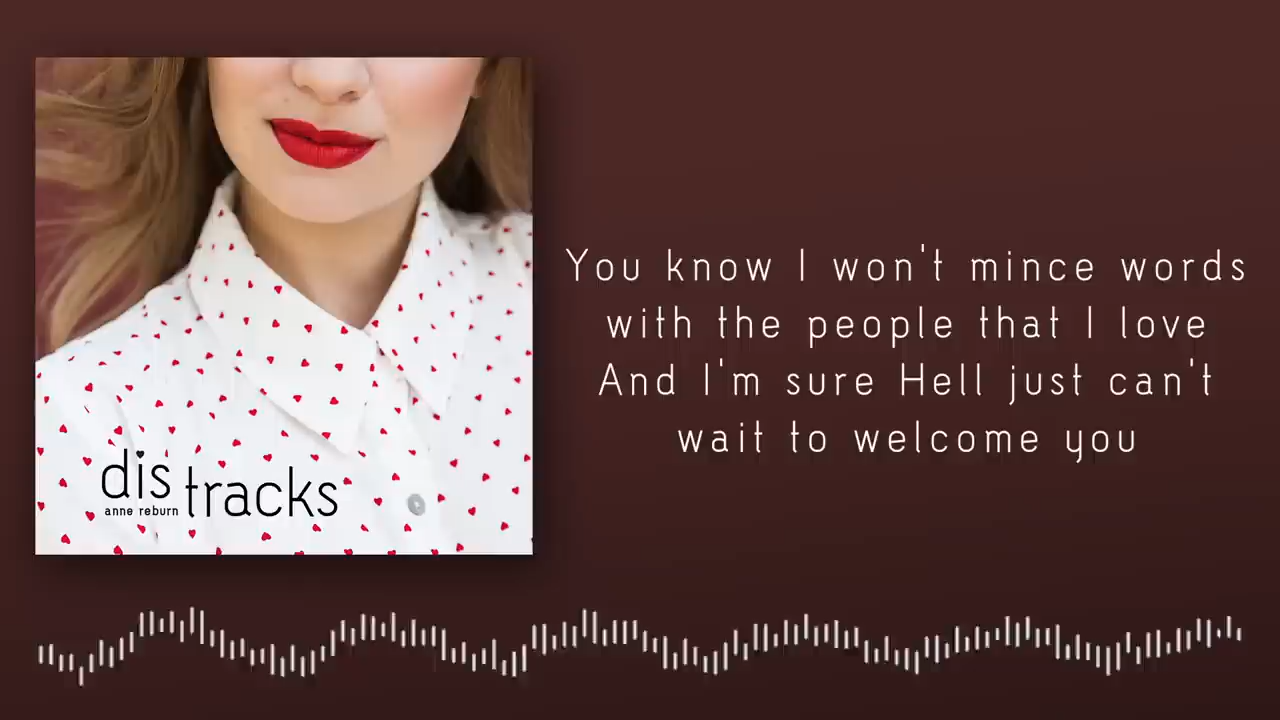 You know I won't mince words
with the people that I love
And I'm sure Hell just can't
wait to welcome you
dis tracks
anne reburn